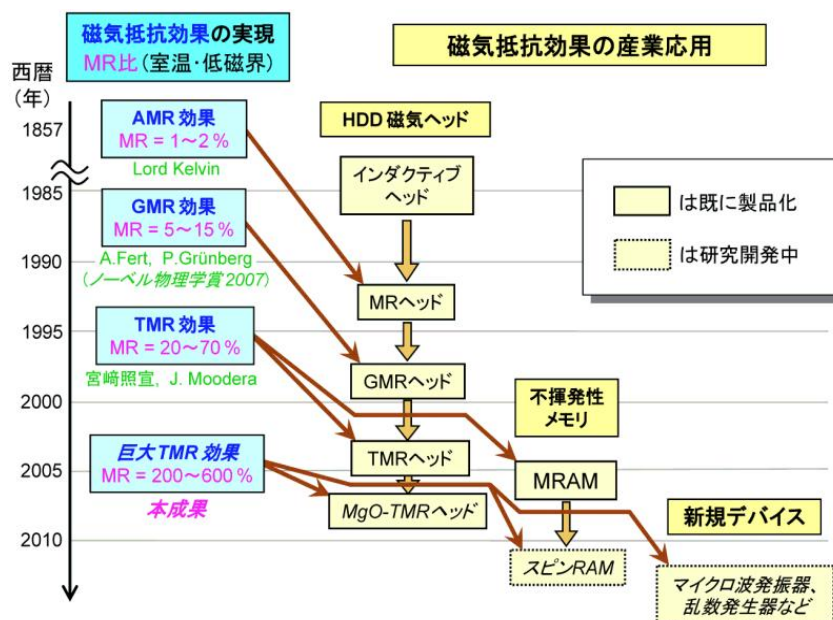 磁気抵抗効果の実現
MR比(室温・低磁界)
磁気抵抗効果の産業応用
西暦
(年)
1857
1985
1990
1995
2000
2005
2010
AMR 効果
MR = 1~2 %
Lord Kelvin
GMR 効果
MR = 5~15 %
A.Fert, P.Grünberg
(ノーベル物理学賞2007)
TMR 効果
MR = 20~70 %
宮﨑照宣, J. Moodera
巨大TMR 効果
MR = 200~600 %
本成果
HDD 磁気ヘッド
インダクティブ
ヘッド
MRヘッド
GMRヘッド
TMRヘッド
MgO-TMRヘッド
不揮発性
メモリ
MRAM
スピンRAM
新規デバイス
マイクロ波発振器、
乱数発生器など
は既に製品化
は研究開発中